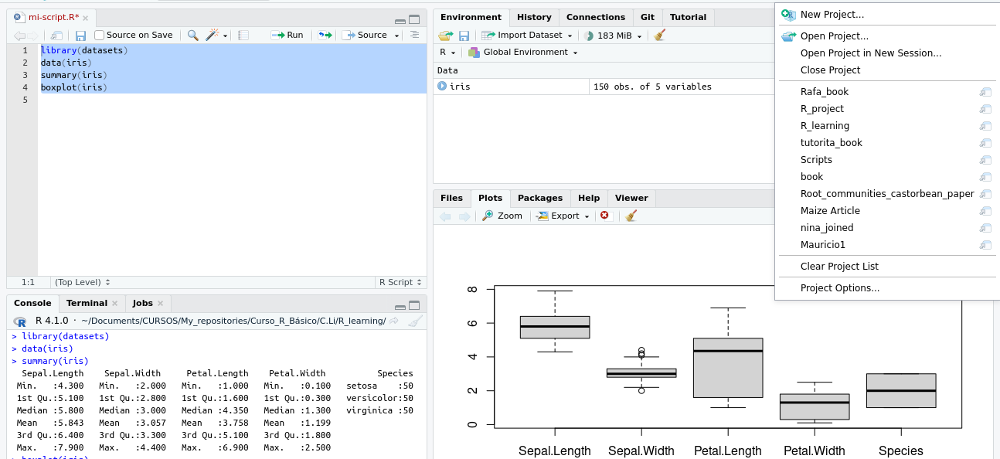 mi-script.R*
Source on Save
Run
Source
1 library(datasets)
2 data(iris)
3 summary(iris)
4 boxplot(iris)
5
1:1 (Top Level) R Script
Console Terminal Jobs
R 4.1.0 · ~/Documents/CURSOS/My_repositories/Curso_R_Básico/C.Li/R_learning/
> library(datasets)
> data(iris)
> summary(iris)
Sepal.Length Sepal.Width Petal.Length Petal.Width Species
Min. :4.300 Min. :2.000 Min. :1.000 Min. :0.100 setosa :50
1st Qu.:5.100 1st Qu.:2.800 1st Qu.:1.600 1st Qu.:0.300 versicolor:50
Median :5.800 Median :3.000 Median :4.350 Median :1.300 virginica :50
Mean :5.843 Mean :3.057 Mean :3.758 Mean :1.199
3rd Qu.:6.400 3rd Qu.:3.300 3rd Qu.:5.100 3rd Qu.:1.800
Max. :7.900 Max. :4.400 Max. :6.900 Max. :2.500
> boxplot(iris)
Environment History Connections Git Tutorial
Import Dataset 183 MiB
R Global Environment
Data
iris 150 obs. of 5 variables
Files Plots Packages Help Viewer
Zoom Export
8
6
4
2
0
Sepal.Length Sepal.Width Petal.Length Petal.Width Species
New Project...
Open Project...
Open Project in New Session...
Close Project
Rafa_book
R_project
R_learning
tutorita_book
Scripts
book
Root_communities_castorbean_paper
Maize Article
nina_joined
Mauricio1
Clear Project List
Project Options...